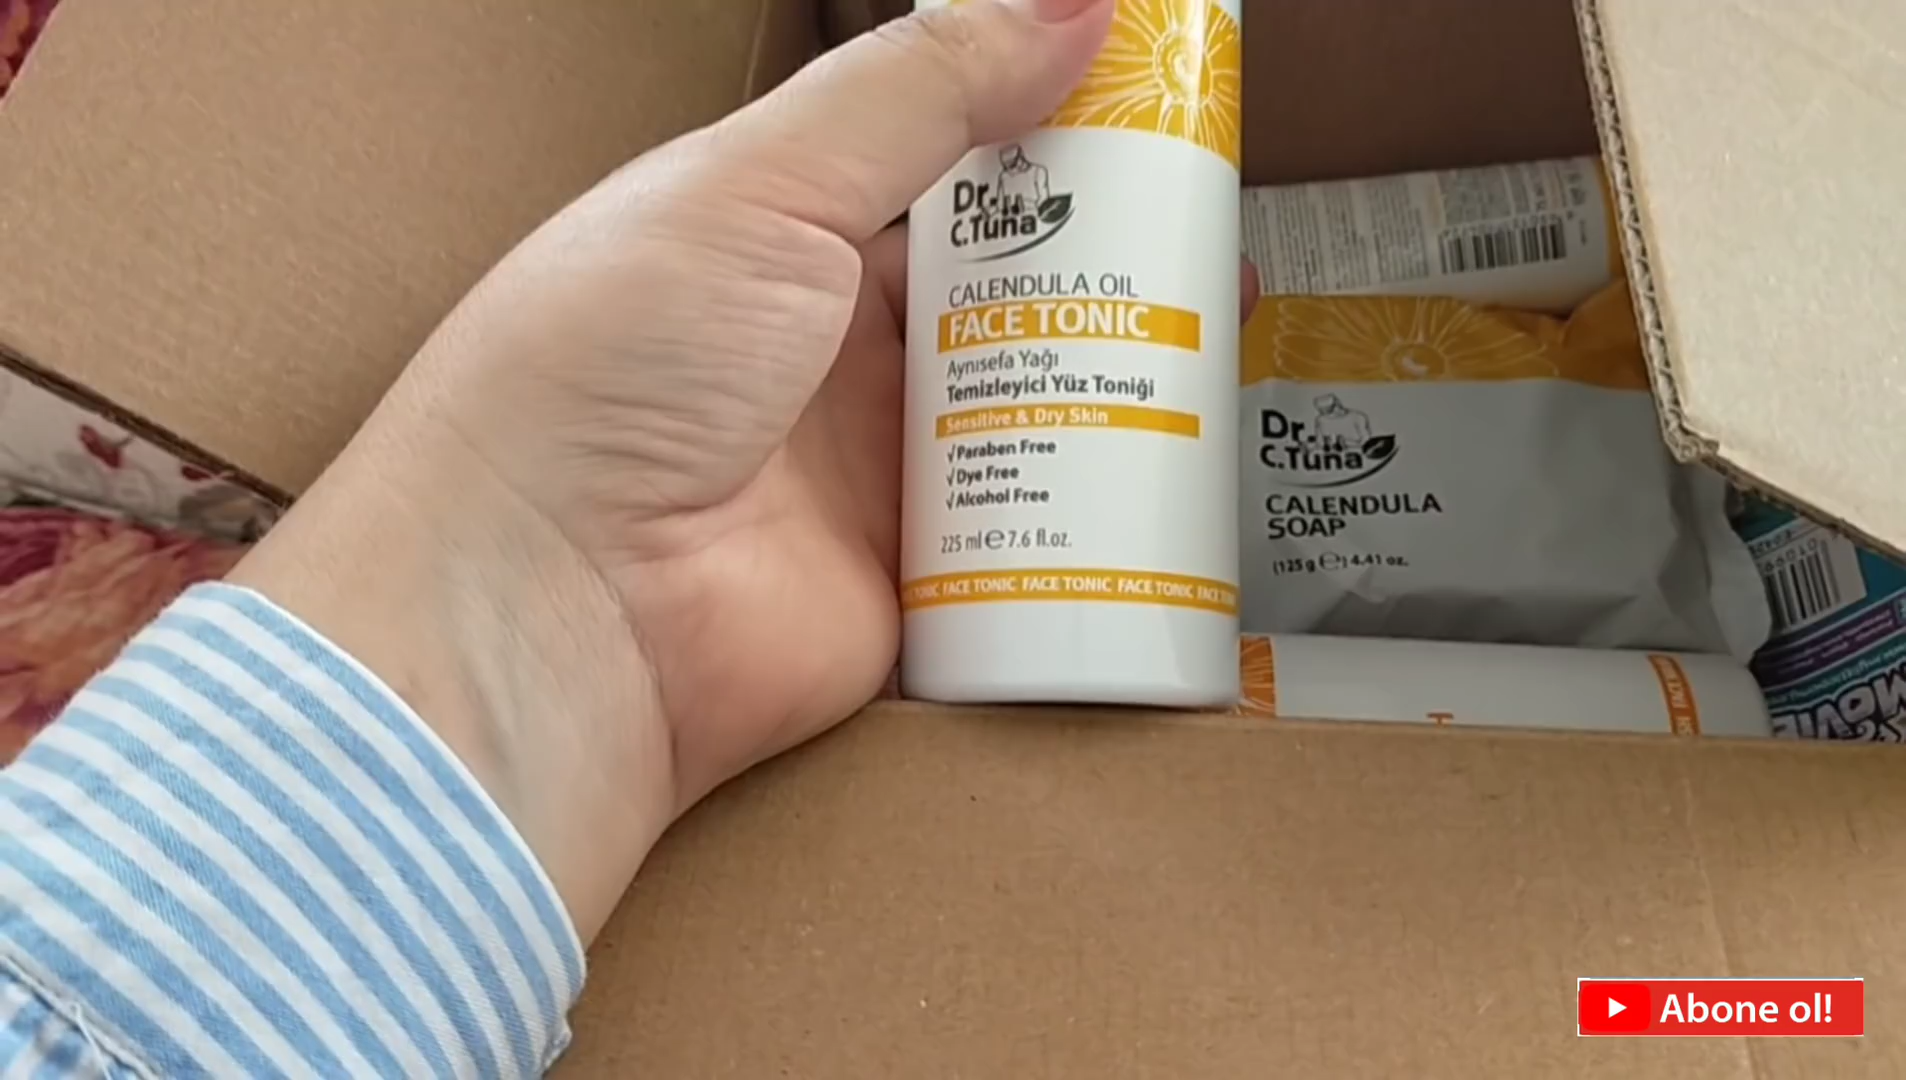 Dr.
C.Tuna
CALENDULA OIL
FACE TONIC
Aynısefa Yağı
Temizleyici Yüz Toniği
Sensitive & Dry Skin
√Paraben Free
√Dye Free
√Alcohol Free
225 ml ℮ 7.6 fl.oz.
FACE TONIC FACE TONIC FACE TONIC FACE
Dr.
C.Tuna
CALENDULA
SOAP
(125 g ℮) 4.41 oz.
Abone ol!